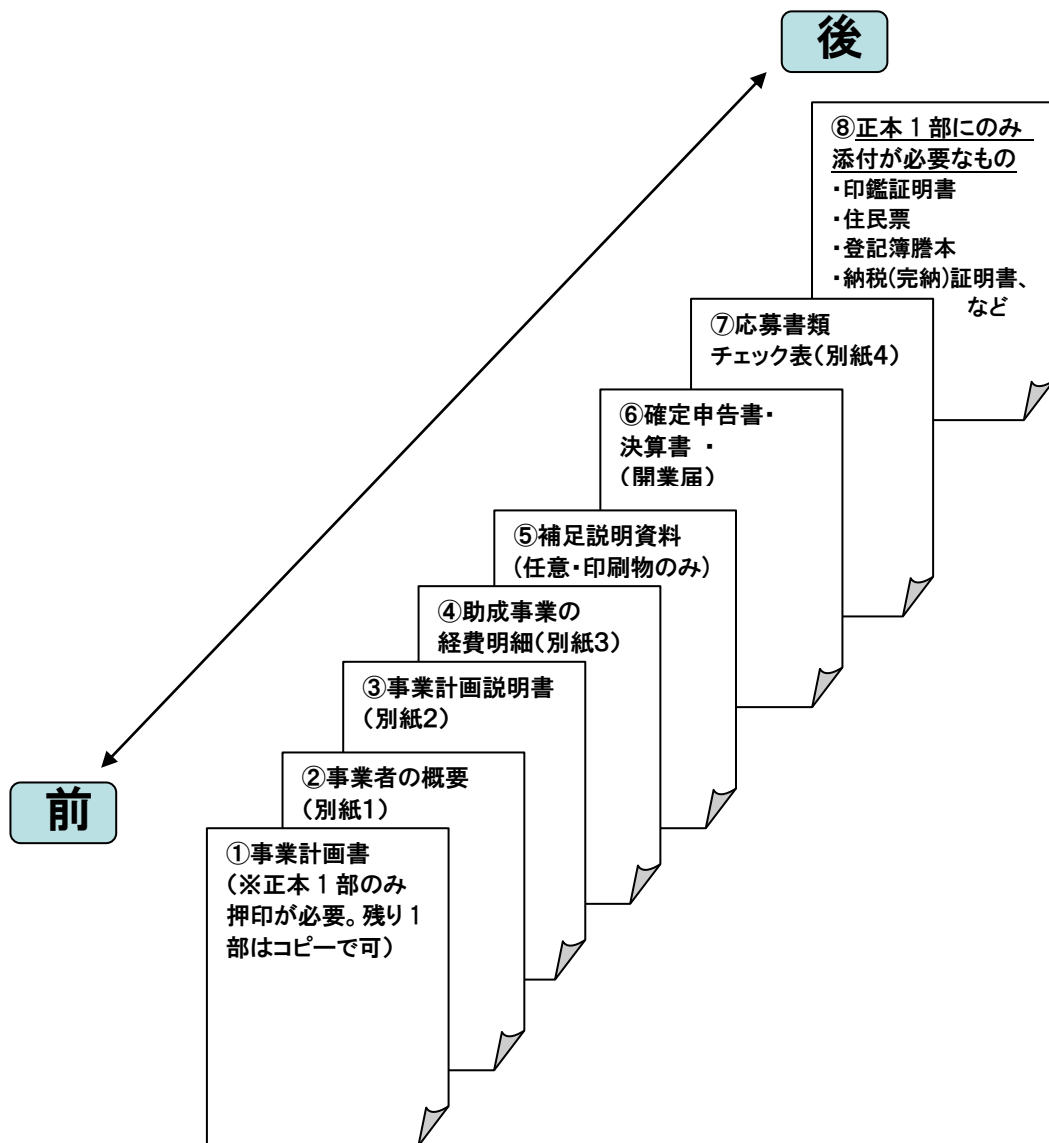 後
⑧正本1部にのみ
添付が必要なもの
・印鑑証明書
・住民票
・登記簿謄本
・納税(完納)証明書、
など
⑦応募書類
チェック表(別紙4)
⑥確定申告書・
決算書 ・
(開業届)
⑤補足説明資料
(任意・印刷物のみ)
④助成事業の
経費明細(別紙3)
③事業計画説明書
(別紙2)
②事業者の概要
(別紙1)
前
①事業計画書
(※正本1部のみ
押印が必要。残り1
部はコピーで可)